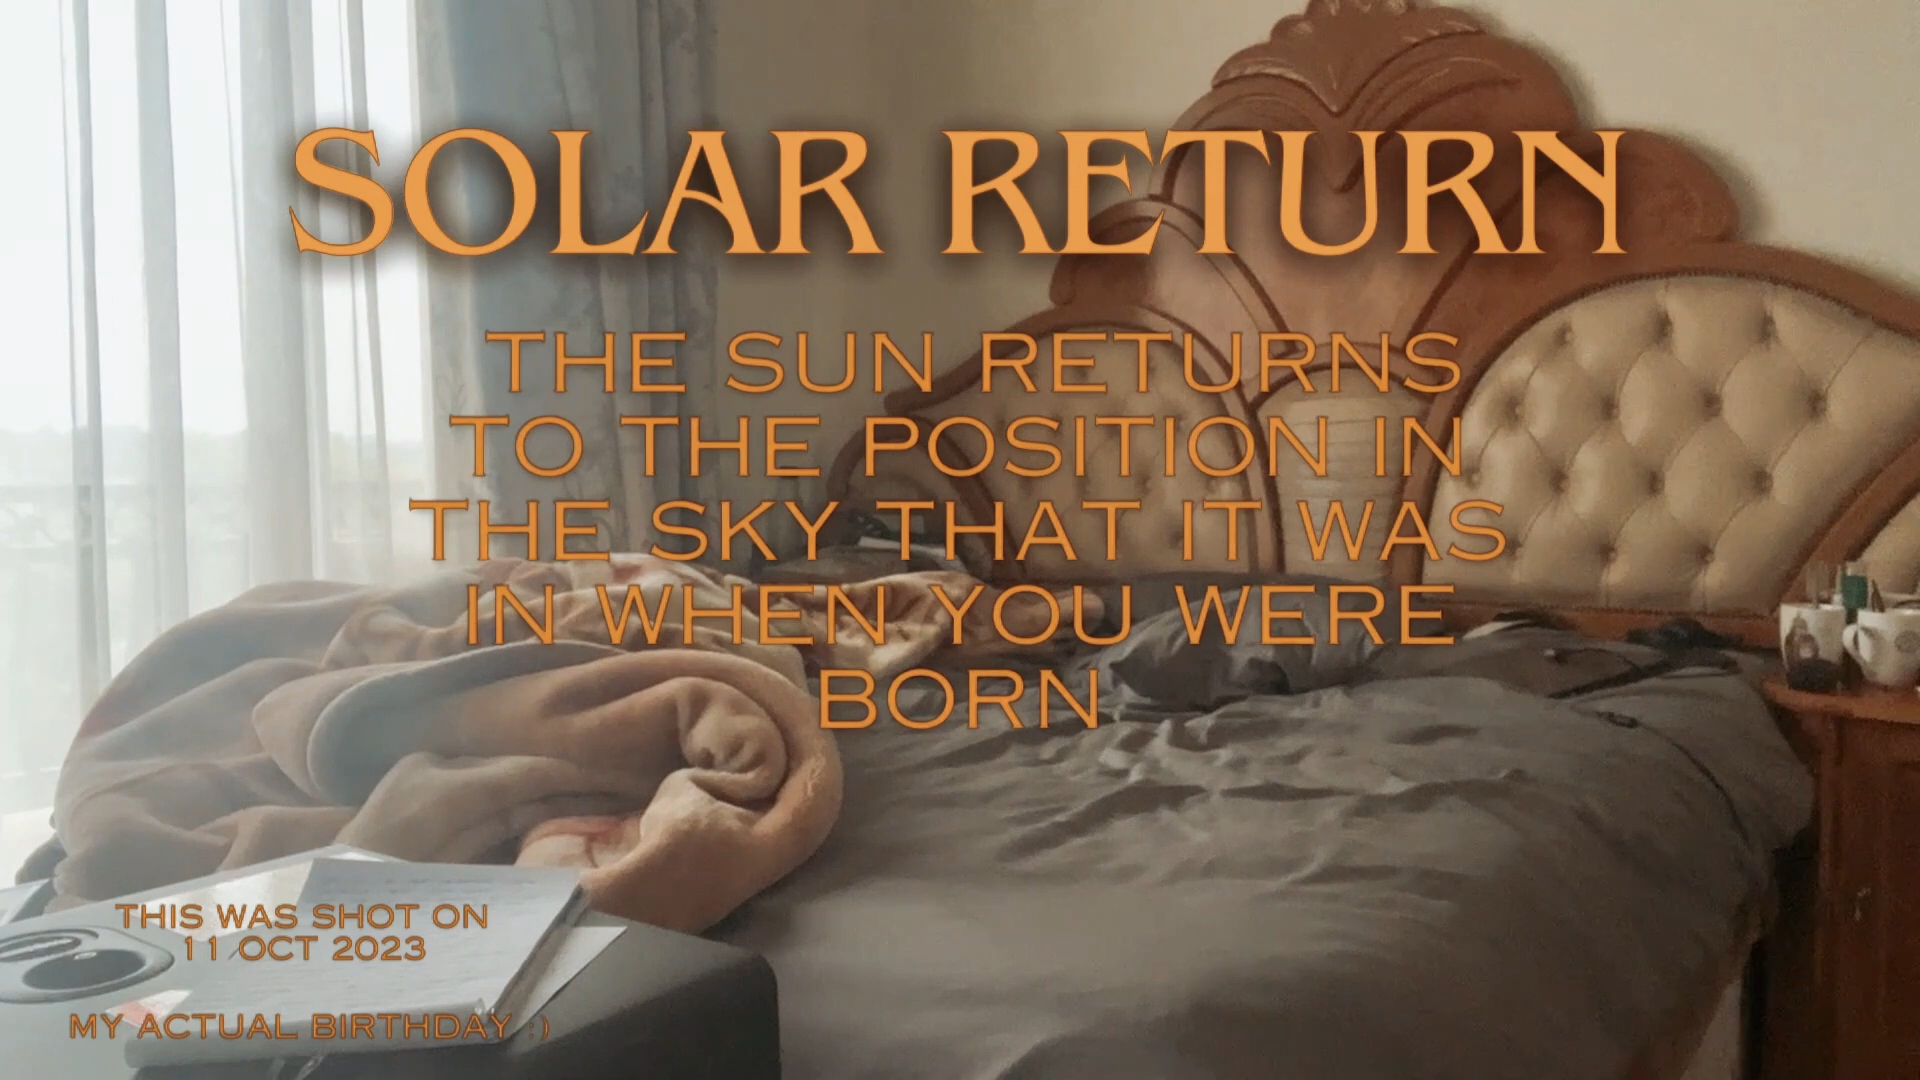 SOLAR RETURN
THE SUN RETURNS
TO THE POSITION IN
THE SKY THAT IT WAS
IN WHEN YOU WERE
BORN
THIS WAS SHOT ON
11 OCT 2023
MY ACTUAL BIRTHDAY :)